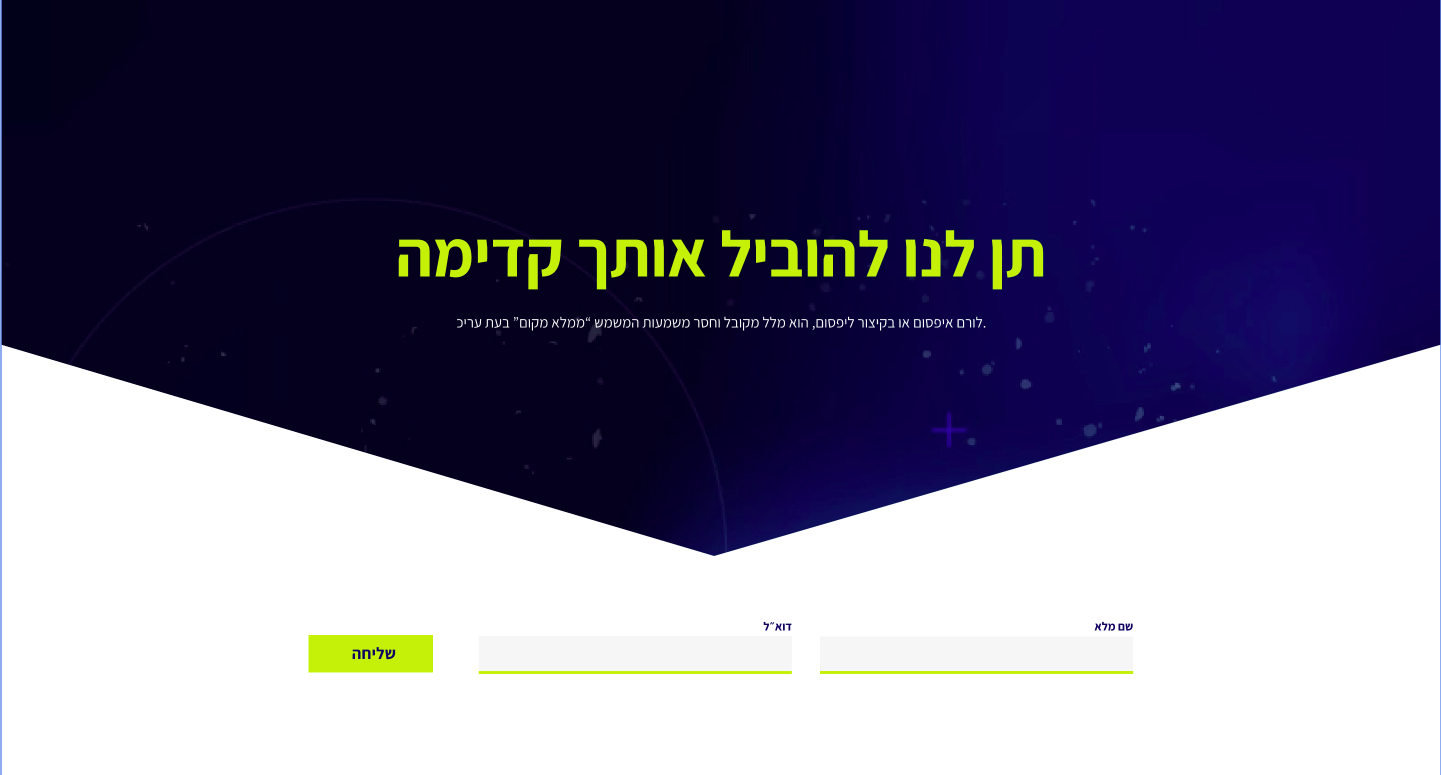 תן לנו להוביל אותך קדימה
לורם איפסום או בקיצור ליפסום, הוא מלל מקובל וחסר משמעות המשמש “ממלא מקום” בעת עריכ.
שם מלא
דוא״ל
שליחה